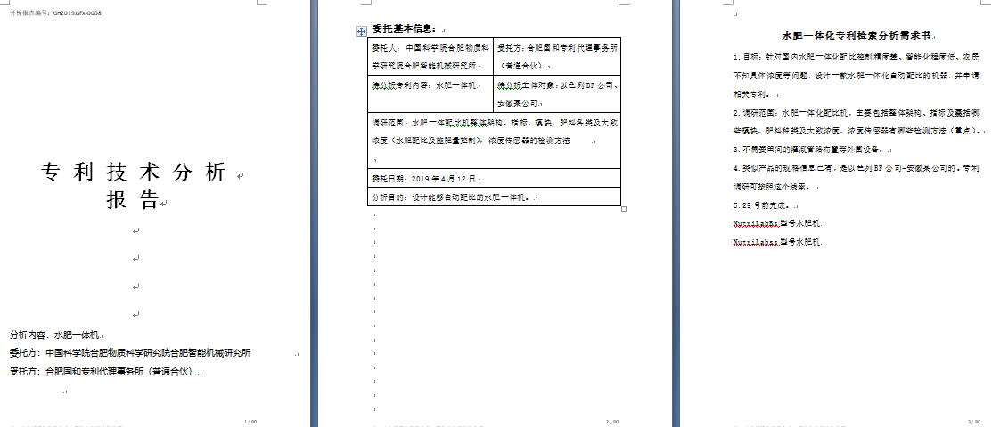 分析报告编号：GH2019JSFX-0008
专利技术分析
报告
分析内容：水肥一体机
委托方：中国科学院合肥物质科学研究院合肥智能机械研究所
受托方：合肥国和专利代理事务所（普通合伙）
1 / 80
委托基本信息：
委托人：中国科学院合肥物质科
学研究院合肥智能机械研究所
受托方：合肥国和专利代理事务所
（普通合伙）
待分析专利内容：水肥一体机
待分析主体对象：以色列 BF 公司、
安徽某公司
调研范围：水肥一体配比机整体架构、指标、模块，肥料各类及大致
浓度（水肥配比及施肥量控制），浓度传感器的检测方法
委托日期：2019 年 4 月 12 日
分析目的：设计能够自动配比的水肥一体机。
2 / 80
水肥一体化专利检索分析需求书
1.目标：针对国内水肥一体化配比控制精度差、智能化程度低、农民
不知具体浓度等问题，设计一款水肥一体化自动配比的机器，并申请
相关专利。
2.调研范围：水肥一体化配比机，主要包括整体架构、指标及囊括哪
些模块，肥料种类及大致浓度，浓度传感器有哪些检测方法（重点）。
3.不需要田间的灌溉管路布置等外围设备。
4.类似产品的规格信息已有，是以色列 BF 公司-安徽某公司的。专利
调研可按照这个线索。
5.29 号前完成。
NutrilabEs 型号水肥机
Nutrilabss 型号水肥机
3 / 80